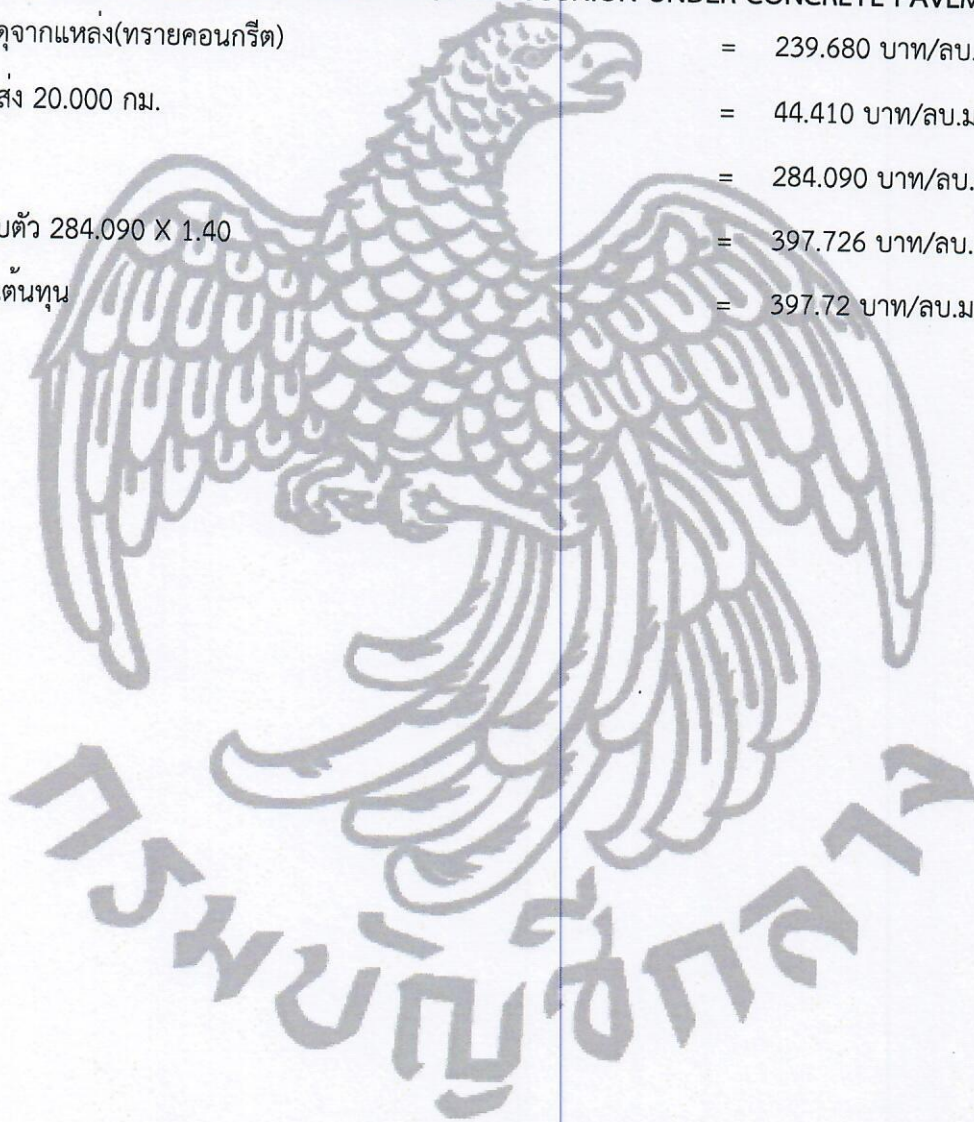 UNDER CONCRETE
จากแหล่ง(ทรายคอนกรีต) = 239.680 บาท/ลบ.
ส่ง 20.000 กม. = 44.410 บาท/ลบ.ม
= 284.090 บาท/ลบ.
284.090 X 1.40 = 397.726 บาท/ลบ.
ต้นทุน = 397.72 บาท/ลบ.ม
กรมบัญชีกลาง